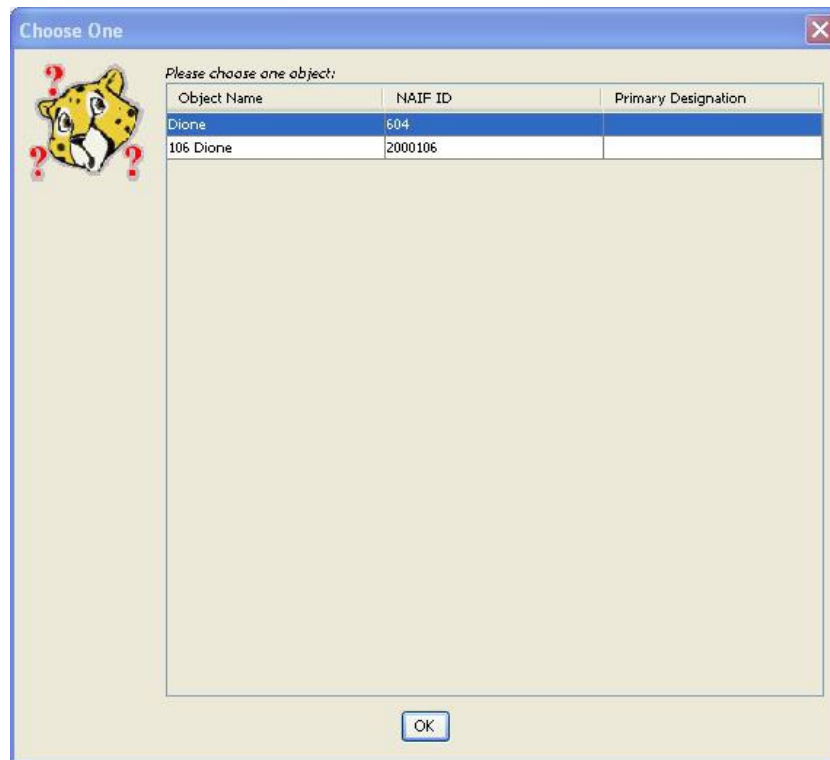 Choose One
Please choose one object:
Object Name NAIF ID Primary Designation
Dione 604
106 Dione 2000106
? ? ?
OK